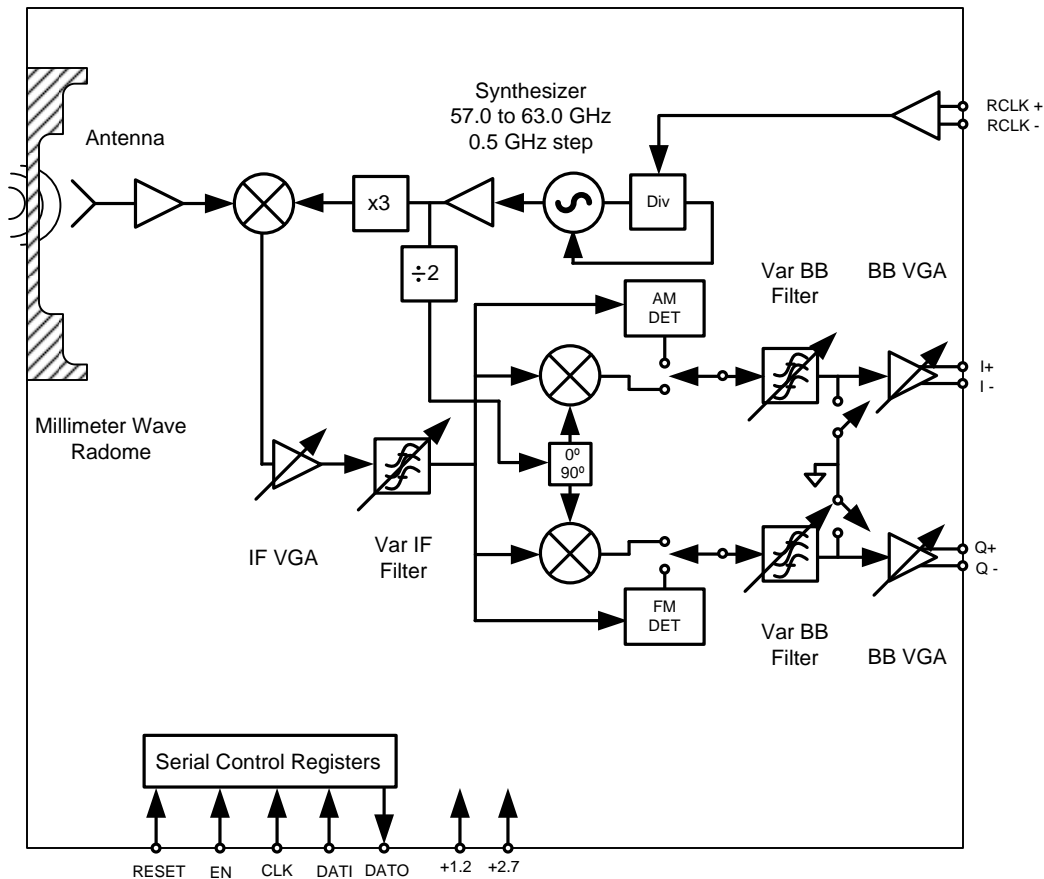 Synthesizer
57.0 to 63.0 GHz
0.5 GHz step
RCLK +
RCLK -
Antenna
x3
Div
÷2
Var BB
Filter
BB VGA
AM
DET
I+
I -
Millimeter Wave
Radome
0º
90º
IF VGA
Var IF
Filter
Q+
Q -
FM
DET
Var BB
Filter
BB VGA
Serial Control Registers
RESET
EN
CLK
DATI
DATO
+1.2
+2.7